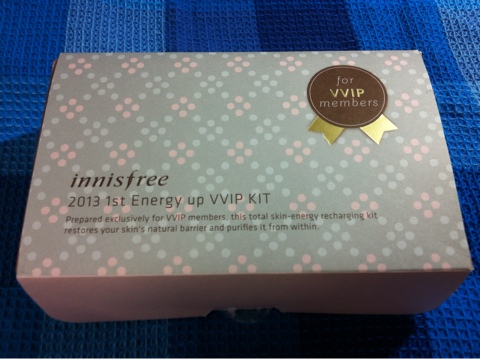 for
VVIP
members
innisfree
2013 1st Energy up VVIP KIT
Prepared exclusively for VVIP members, this total skin-energy recharging kit
restores your skin's natural barrier and purifies it from within.